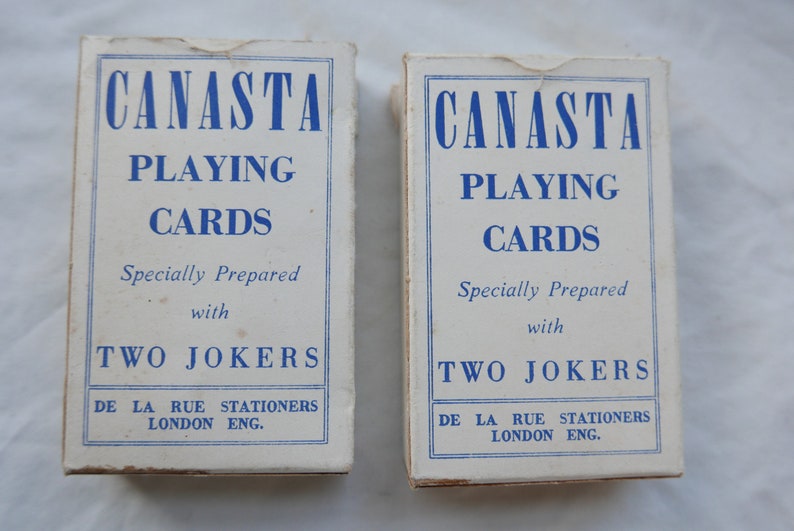 CANASTA
PLAYING
CARDS
Specially Prepared
with
TWO JOKERS
DE LA RUE STATIONERS
LONDON ENG.
CANASTA
PLAYING
CARDS
Specially Prepared
with
TWO JOKERS
DE LA RUE STATIONERS
LONDON ENG.